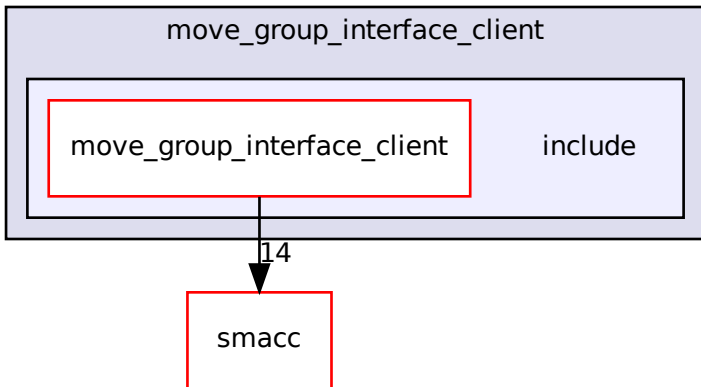 move_group_interface_client
move_group_interface_client
include
14
smacc